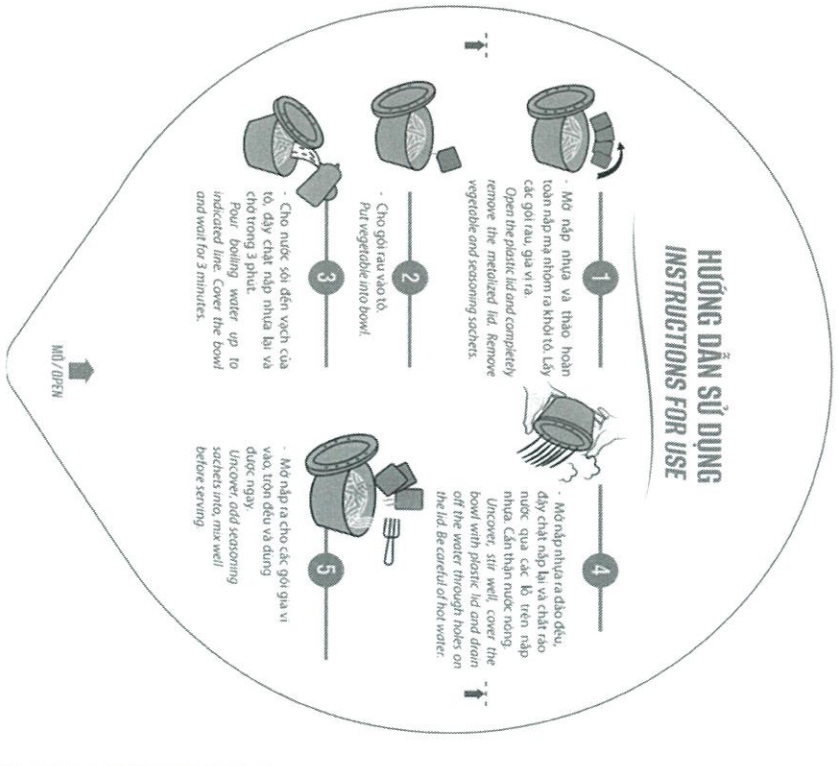 HƯỚNG DẪN SỬ DỤNG
INSTRUCTIONS FOR USE
1
- Mở nắp nhựa và tháo hoàn
toàn nắp mạ nhôm ra khỏi tô. Lấy
các gói rau, gia vị ra.
Open the plastic lid and completely
remove the metalized lid. Remove
vegetable and seasoning sachets.
2
- Cho gói rau vào tô.
Put vegetable into bowl.
3
- Cho nước sôi đến vạch của
tô, đậy chặt nắp nhựa lại và
chờ trong 3 phút.
Pour boiling water up to
indicated line. Cover the bowl
and wait for 3 minutes.
4
- Mở nắp nhựa ra đảo đều,
đậy chặt nắp lại và chắt ráo
nước qua các lỗ trên nắp
nhựa. Cẩn thận nước nóng.
Uncover, stir well, cover the
bowl with plastic lid and drain
off the water through holes on
the lid. Be careful of hot water.
5
- Mở nắp ra cho các gói gia vị
vào, trộn đều và dùng
được ngay.
Uncover, add seasoning
sachets into, mix well
before serving.
MỞ/OPEN